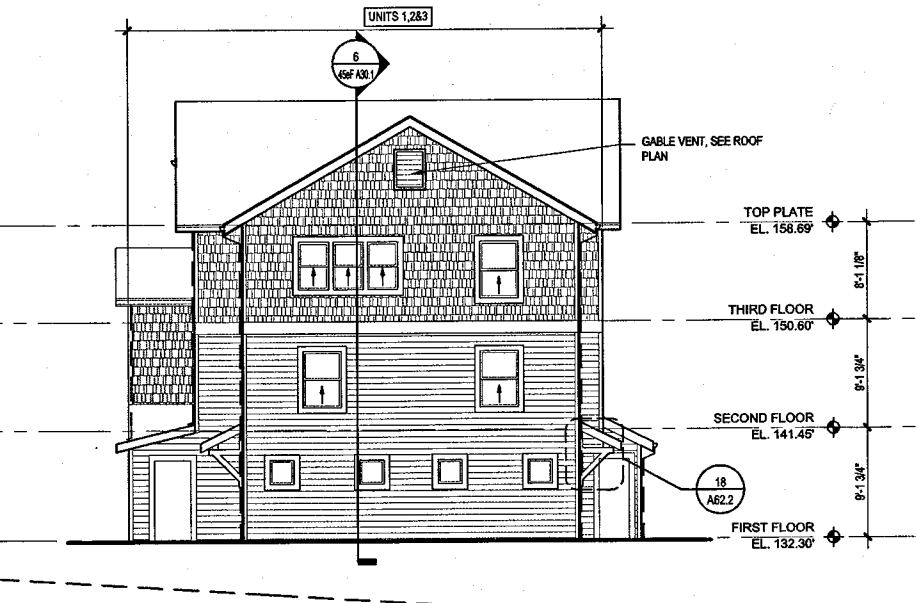 UNITS 1,2&3
6
45eF A30.1
GABLE VENT, SEE ROOF
PLAN
TOP PLATE
EL. 158.69'
8'-1 1/8"
THIRD FLOOR
EL. 150.60'
9'-1 3/4"
SECOND FLOOR
EL. 141.45'
9'-1 3/4"
18
A62.2
FIRST FLOOR
EL. 132.30'